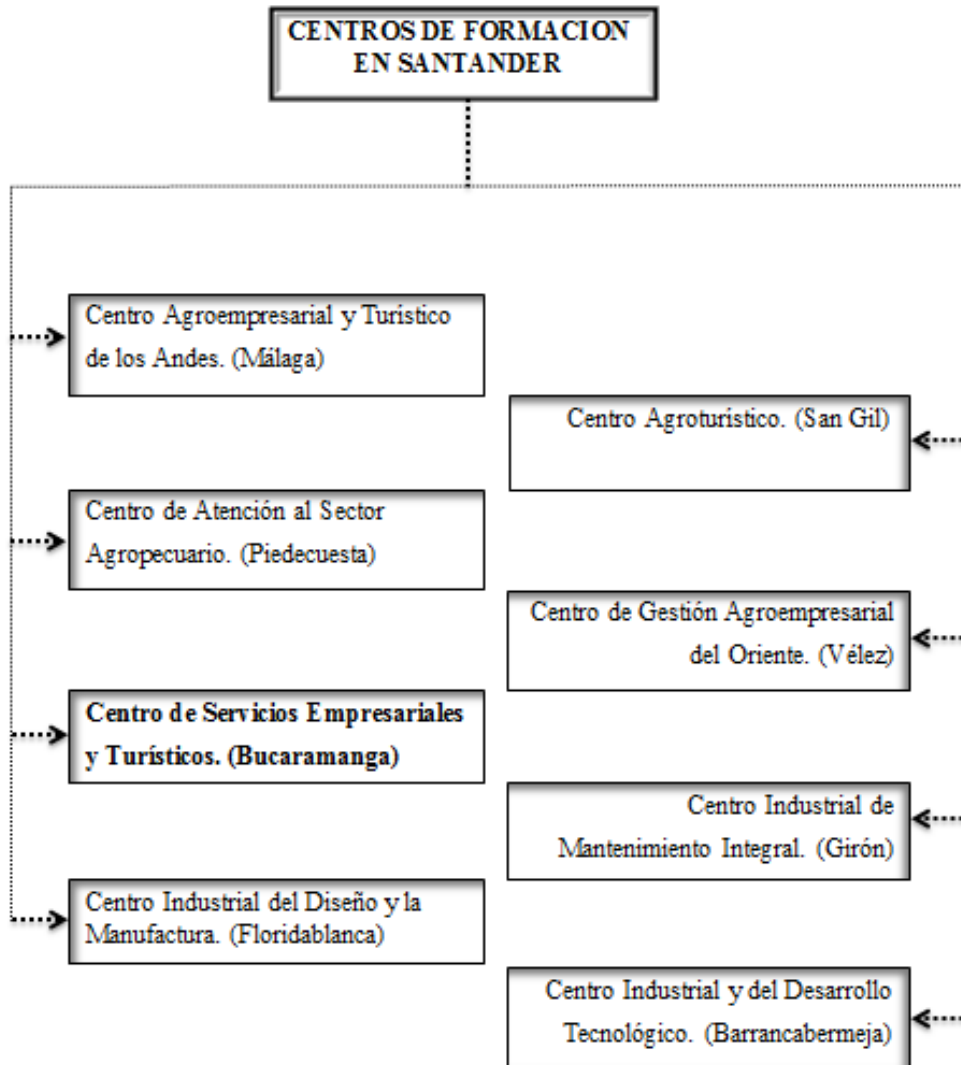 CENTROS DE FORMACION
EN SANTANDER
Centro Agroempresarial y Turístico
de los Andes. (Málaga)
Centro Agroturístico. (San Gil)
Centro de Atención al Sector
Agropecuario. (Piedecuesta)
Centro de Gestión Agroempresarial
del Oriente. (Vélez)
Centro de Servicios Empresariales
y Turísticos. (Bucaramanga)
Centro Industrial de
Mantenimiento Integral. (Girón)
Centro Industrial del Diseño y la
Manufactura. (Floridablanca)
Centro Industrial y del Desarrollo
Tecnológico. (Barrancabermeja)